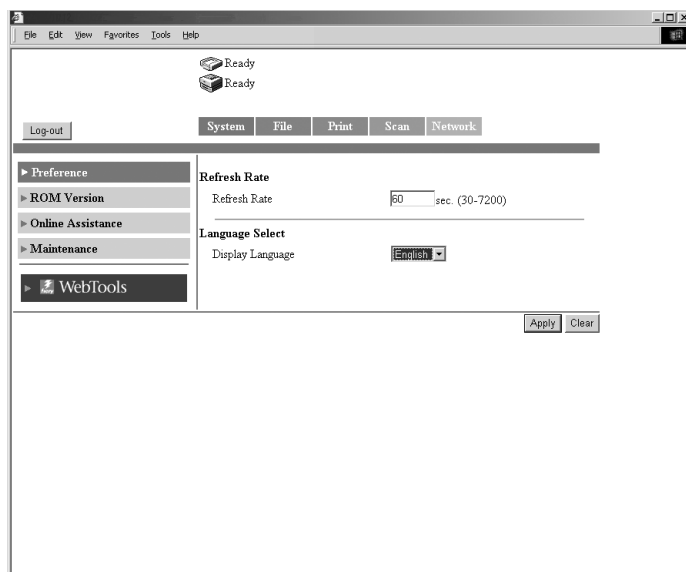 File Edit View Favorites Tools Help
Ready
Ready
Log-out
System File Print Scan Network
Preference
ROM Version
Online Assistance
Maintenance
fiery WebTools
Refresh Rate
Refresh Rate 60 sec. (30-7200)
Language Select
Display Language English
Apply Clear